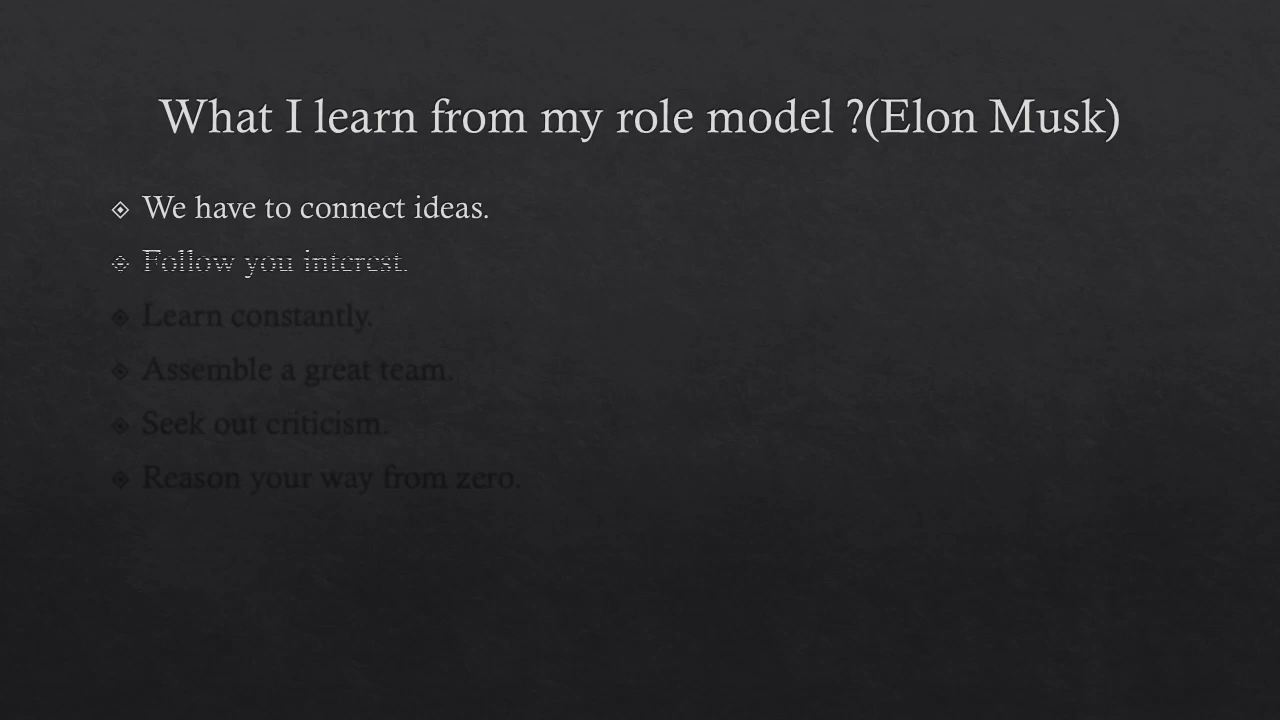 What I learn from my role model ?(Elon Musk)
We have to connect ideas.
Follow you interest.
Learn constantly.
Assemble a great team.
Seek out criticism.
Reason your way from zero.